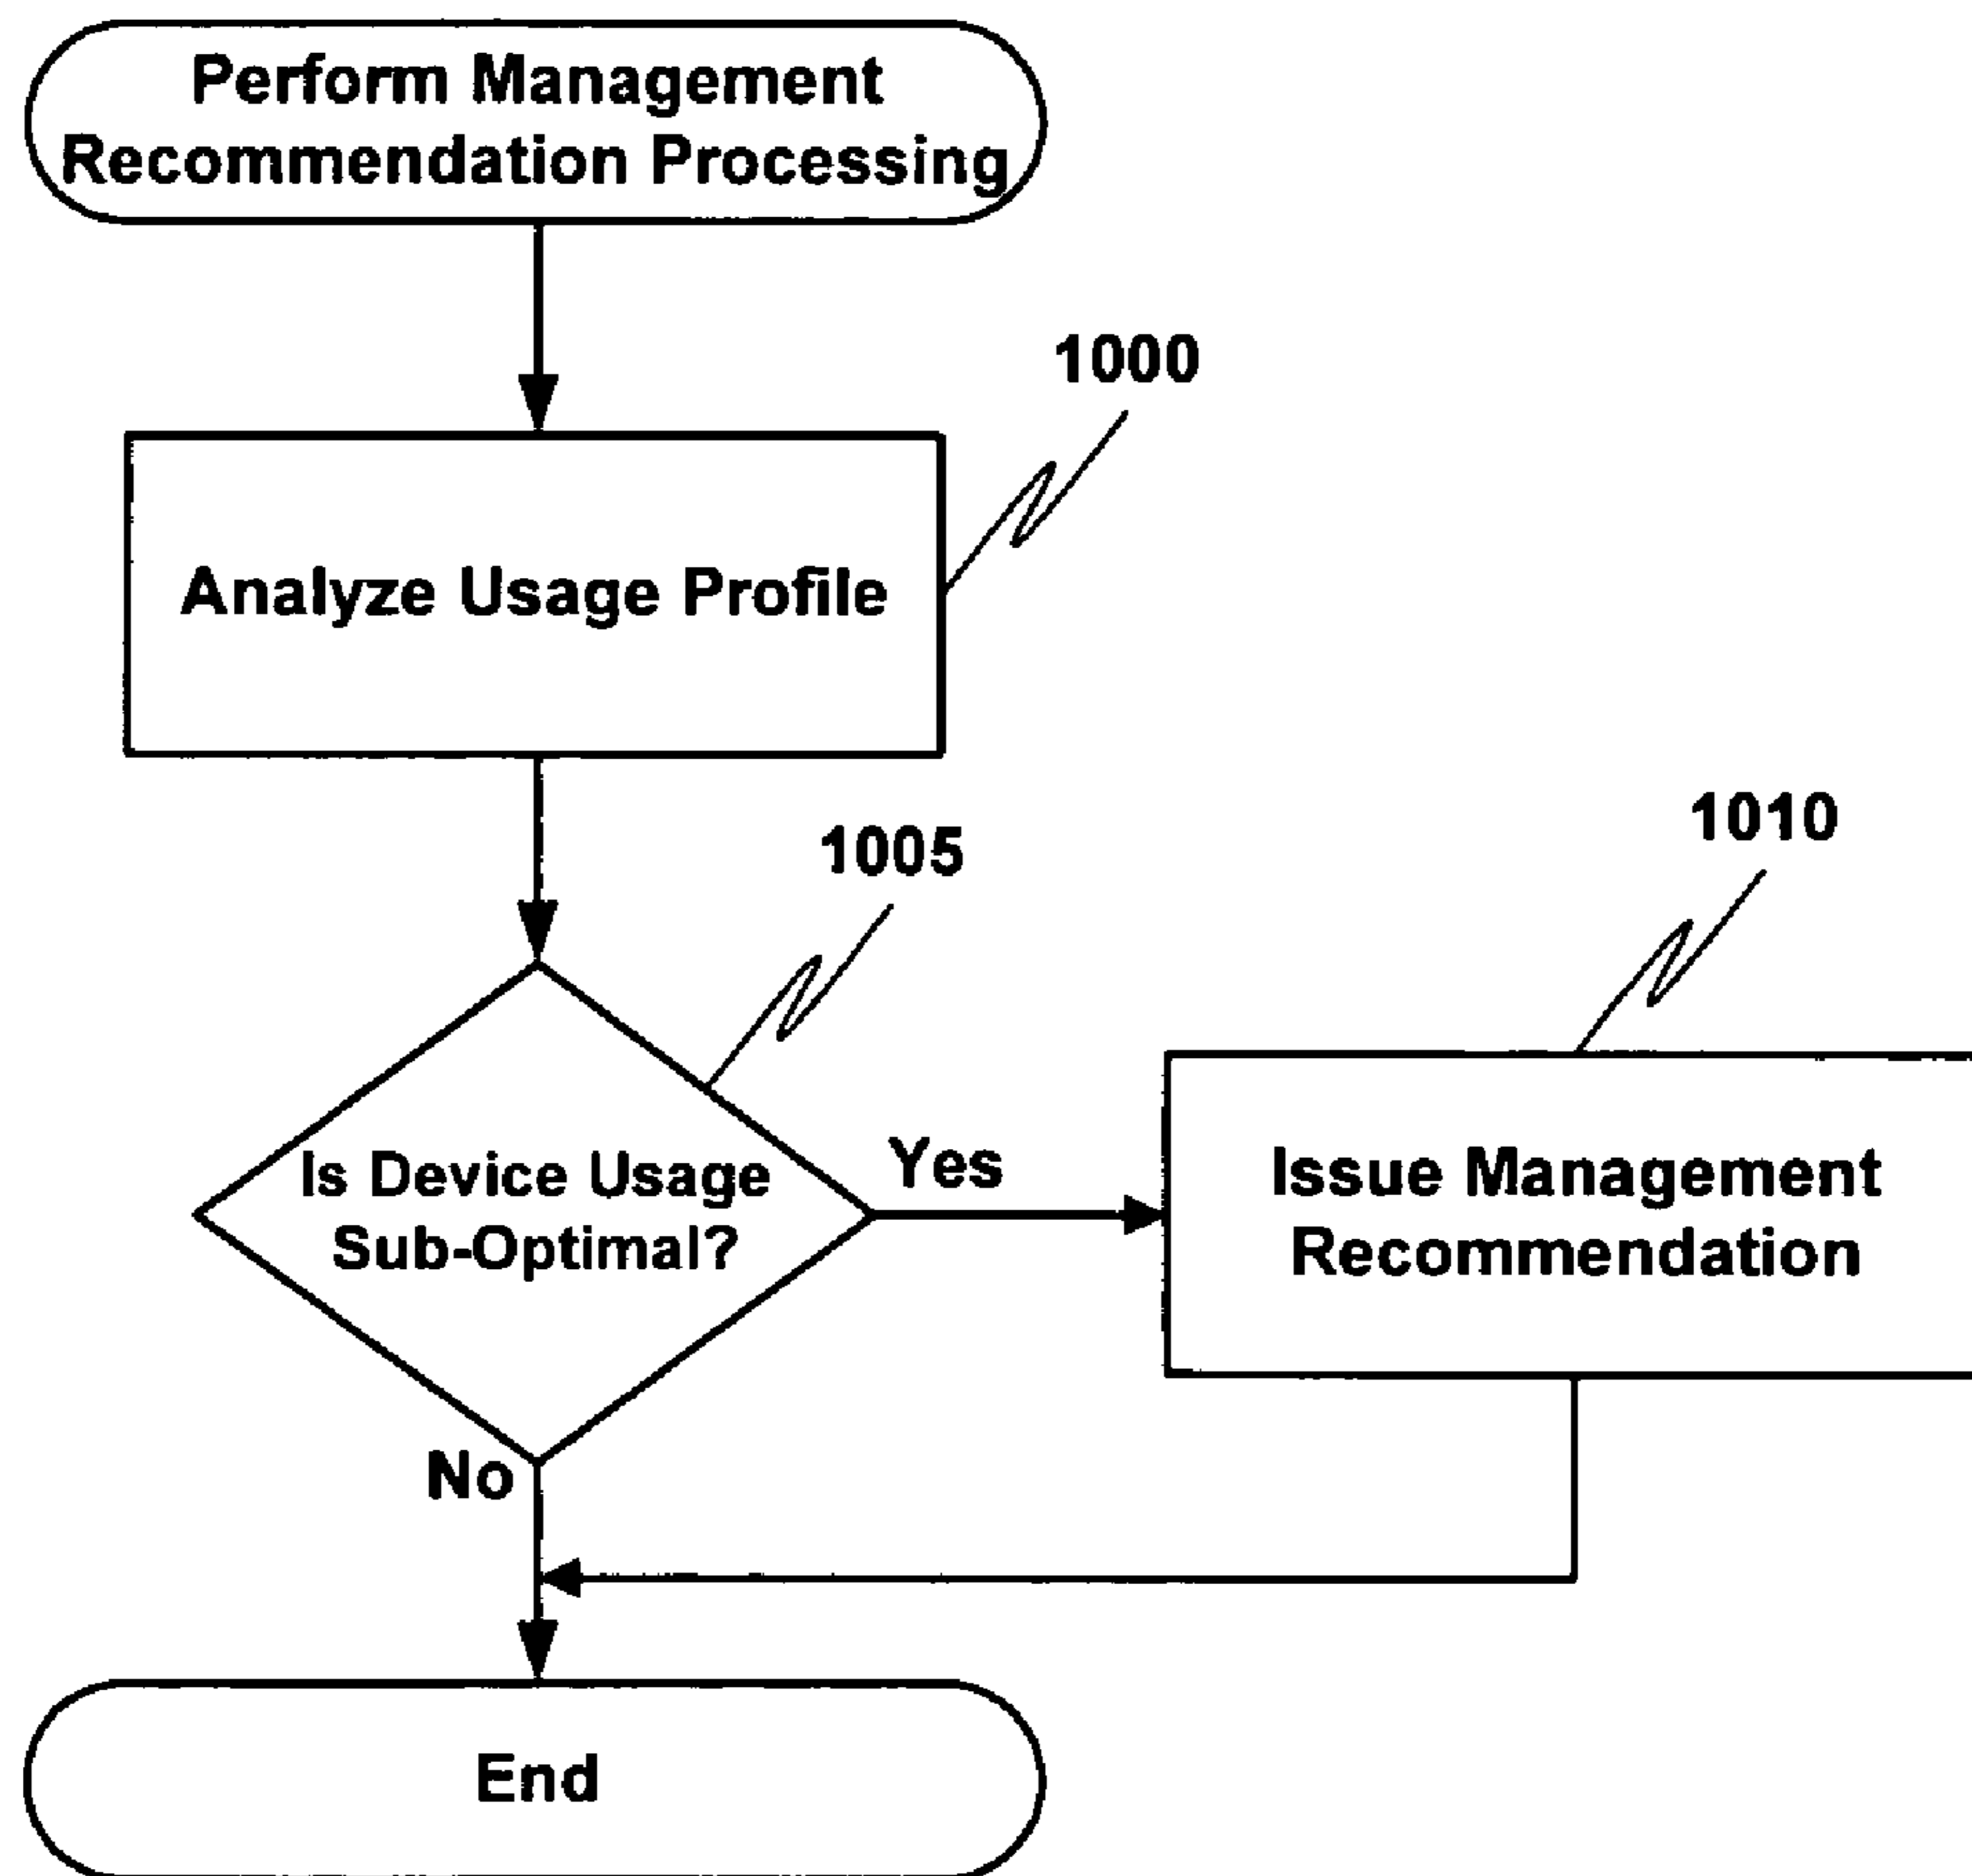 Perform Management
Recommendation Processing
1000
Analyze Usage Profile
1005
1010
Is Device Usage
Sub-Optimal?
Yes
Issue Management
Recommendation
No
End